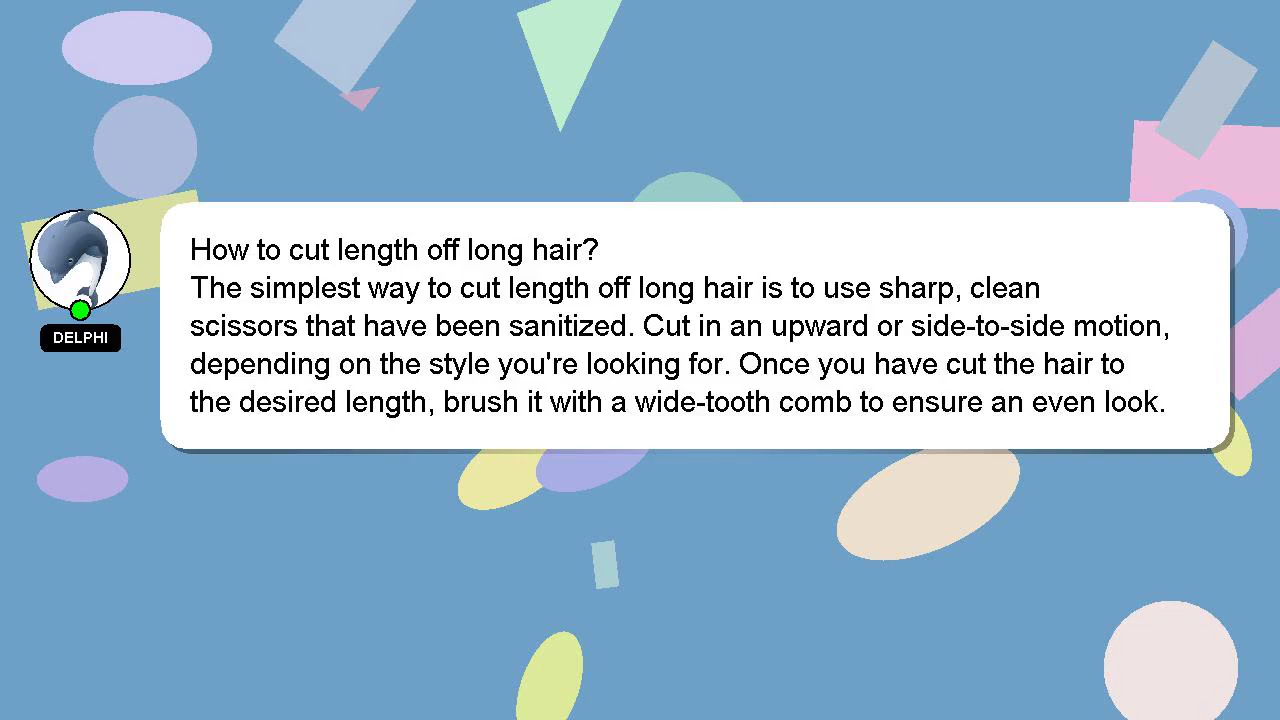 How to cut length off long hair?
The simplest way to cut length off long hair is to use sharp, clean
scissors that have been sanitized. Cut in an upward or side-to-side motion,
depending on the style you're looking for. Once you have cut the hair to
the desired length, brush it with a wide-tooth comb to ensure an even look.
DELPHI